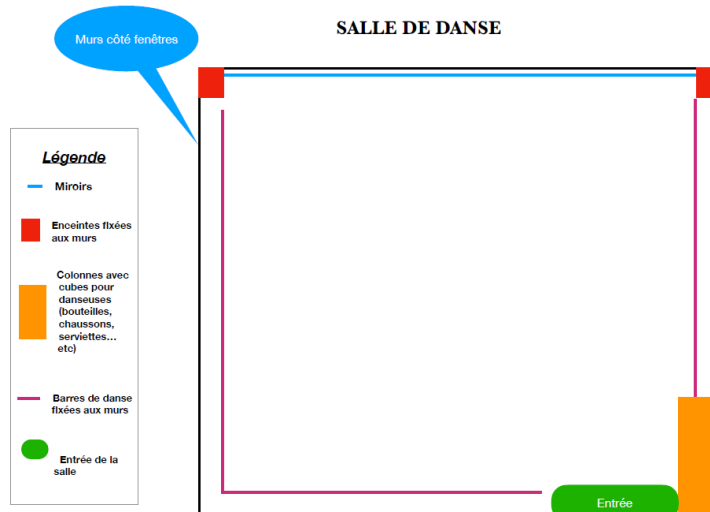 SALLE DE DANSE
Murs côté fenêtres
Légende
Miroirs
Enceintes fixées
aux murs
Colonnes avec
cubes pour
danseuses
(bouteilles,
chaussons,
serviettes...
etc)
Barres de danse
fixées aux murs
Entrée de la
salle
Entrée